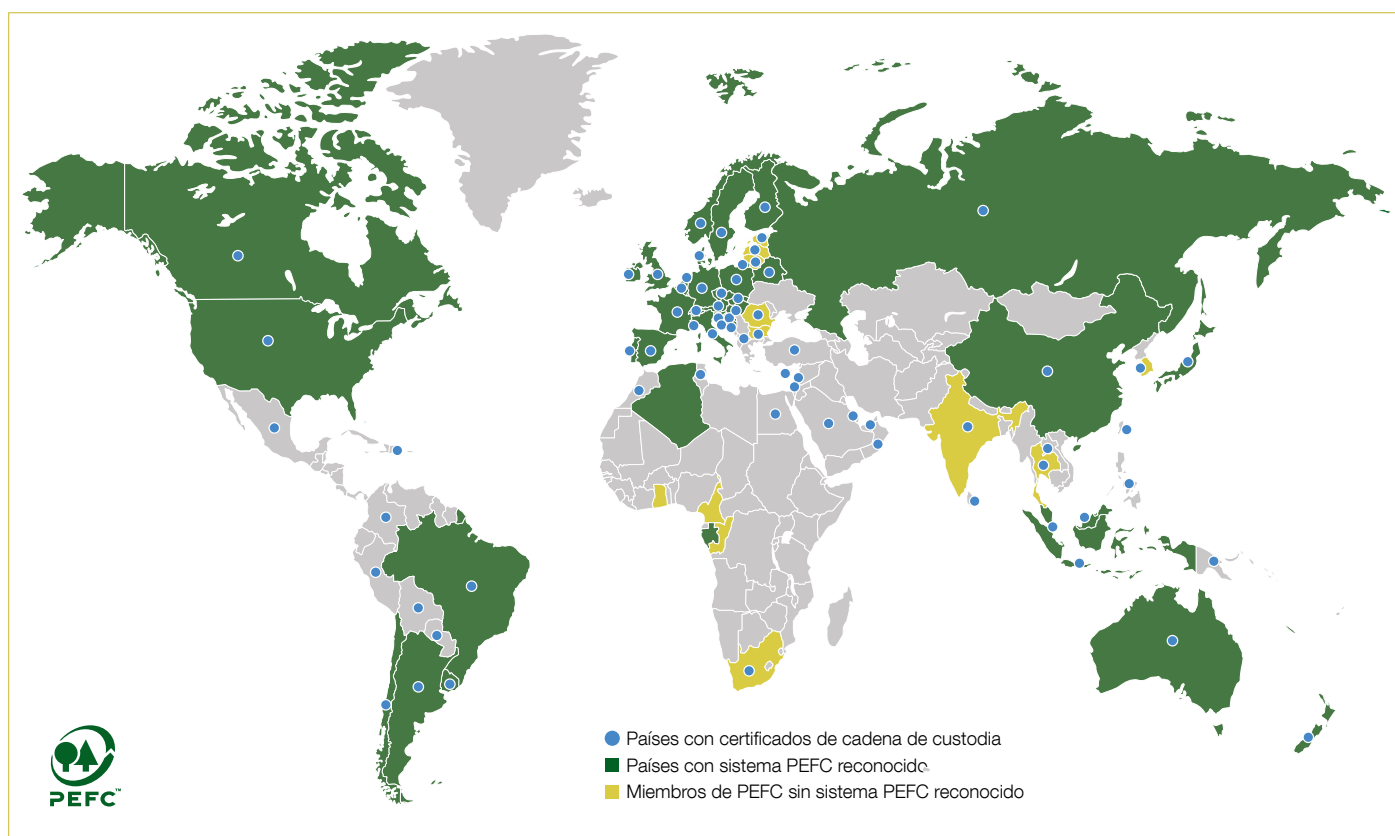 Países con certificados de cadena de custodia
Países con sistema PEFC reconocido
Miembros de PEFC sin sistema PEFC reconocido
PEFC™